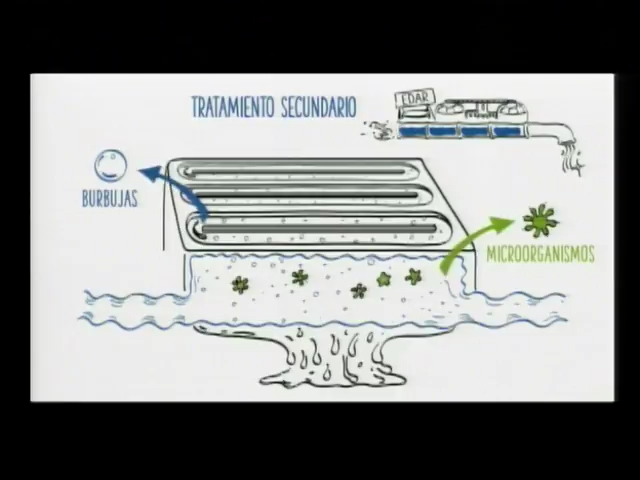 TRATAMIENTO SECUNDARIO
EDAR
BURBUJAS
MICROORGANISMOS